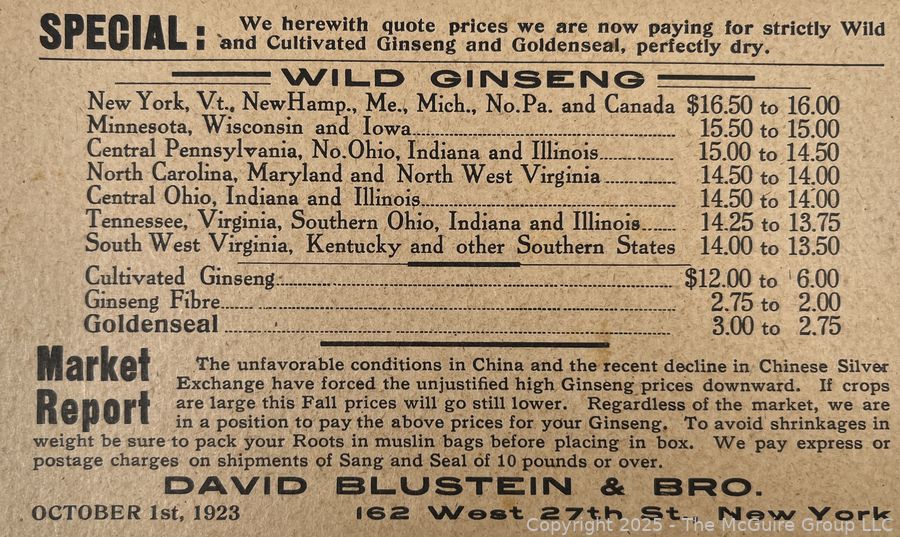 SPECIAL: We herewith quote prices we are now paying for strictly Wild
and Cultivated Ginseng and Goldenseal, perfectly dry.
WILD GINSENG
New York, Vt., New Hamp., Me., Mich., No. Pa. and Canada $16.50 to 16.00
Minnesota, Wisconsin and Iowa 15.50 to 15.00
Central Pennsylvania, No. Ohio, Indiana and Illinois 15.00 to 14.50
North Carolina, Maryland and North West Virginia 14.50 to 14.00
Central Ohio, Indiana and Illinois 14.50 to 14.00
Tennessee, Virginia, Southern Ohio, Indiana and Illinois 14.25 to 13.75
South West Virginia, Kentucky and other Southern States 14.00 to 13.50
Cultivated Ginseng $12.00 to 6.00
Ginseng Fibre 2.75 to 2.00
Goldenseal 3.00 to 2.75
Market Report
The unfavorable conditions in China and the recent decline in Chinese Silver
Exchange have forced the unjustified high Ginseng prices downward. If crops
are large this Fall prices will go still lower. Regardless of the market, we are
in a position to pay the above prices for your Ginseng. To avoid shrinkages in
weight be sure to pack your Roots in muslin bags before placing in box. We pay express or
postage charges on shipments of Sang and Seal of 10 pounds or over.
DAVID BLUSTEIN & BRO.
OCTOBER 1st, 1923 162 West 27th St., New York
Copyright 2025 - The McGuire Group LLC